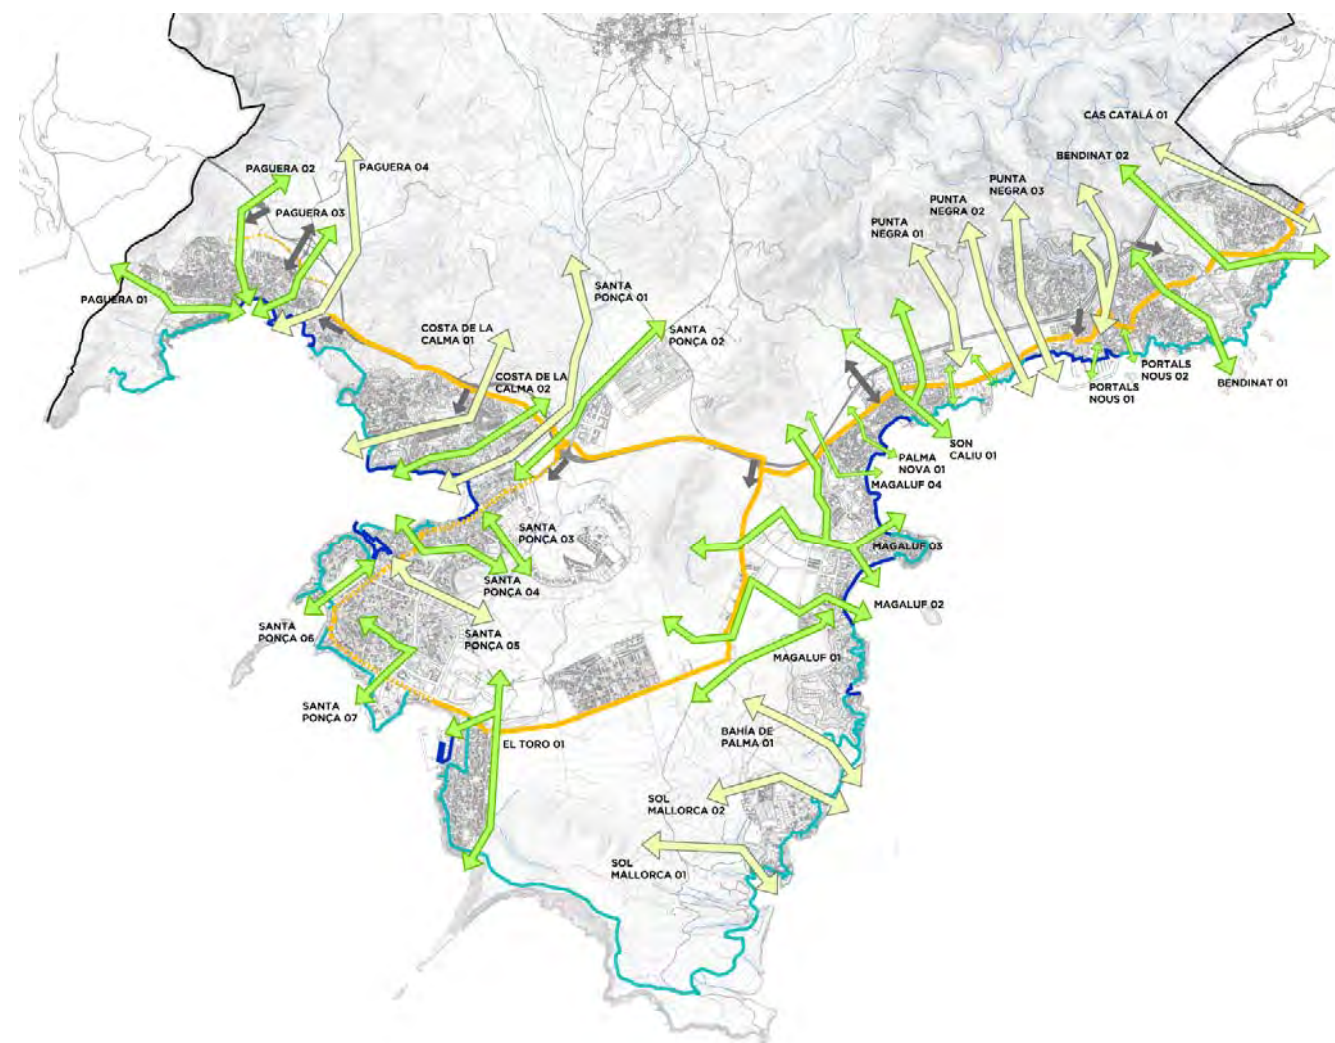 CAS CATALÁ 01
BENDINAT 02
PAGUERA 02
PAGUERA 04
PUNTA
NEGRA 03
PUNTA
NEGRA 02
PAGUERA 03
PUNTA
NEGRA 01
PAGUERA 01
SANTA
PONÇA 01
COSTA DE LA
CALMA 01
SANTA
PONÇA 02
COSTA DE LA
CALMA 02
PORTALS
NOUS 02
PORTALS
NOUS 01
BENDINAT 01
SON
CALIU 01
PALMA
NOVA 01
MAGALUF 04
SANTA
PONÇA 03
MAGALUF 03
SANTA
PONÇA 04
MAGALUF 02
SANTA
PONÇA 06
SANTA
PONÇA 05
MAGALUF 01
SANTA
PONÇA 07
EL TORO 01
BAHÍA DE
PALMA 01
SOL
MALLORCA 02
SOL
MALLORCA 01